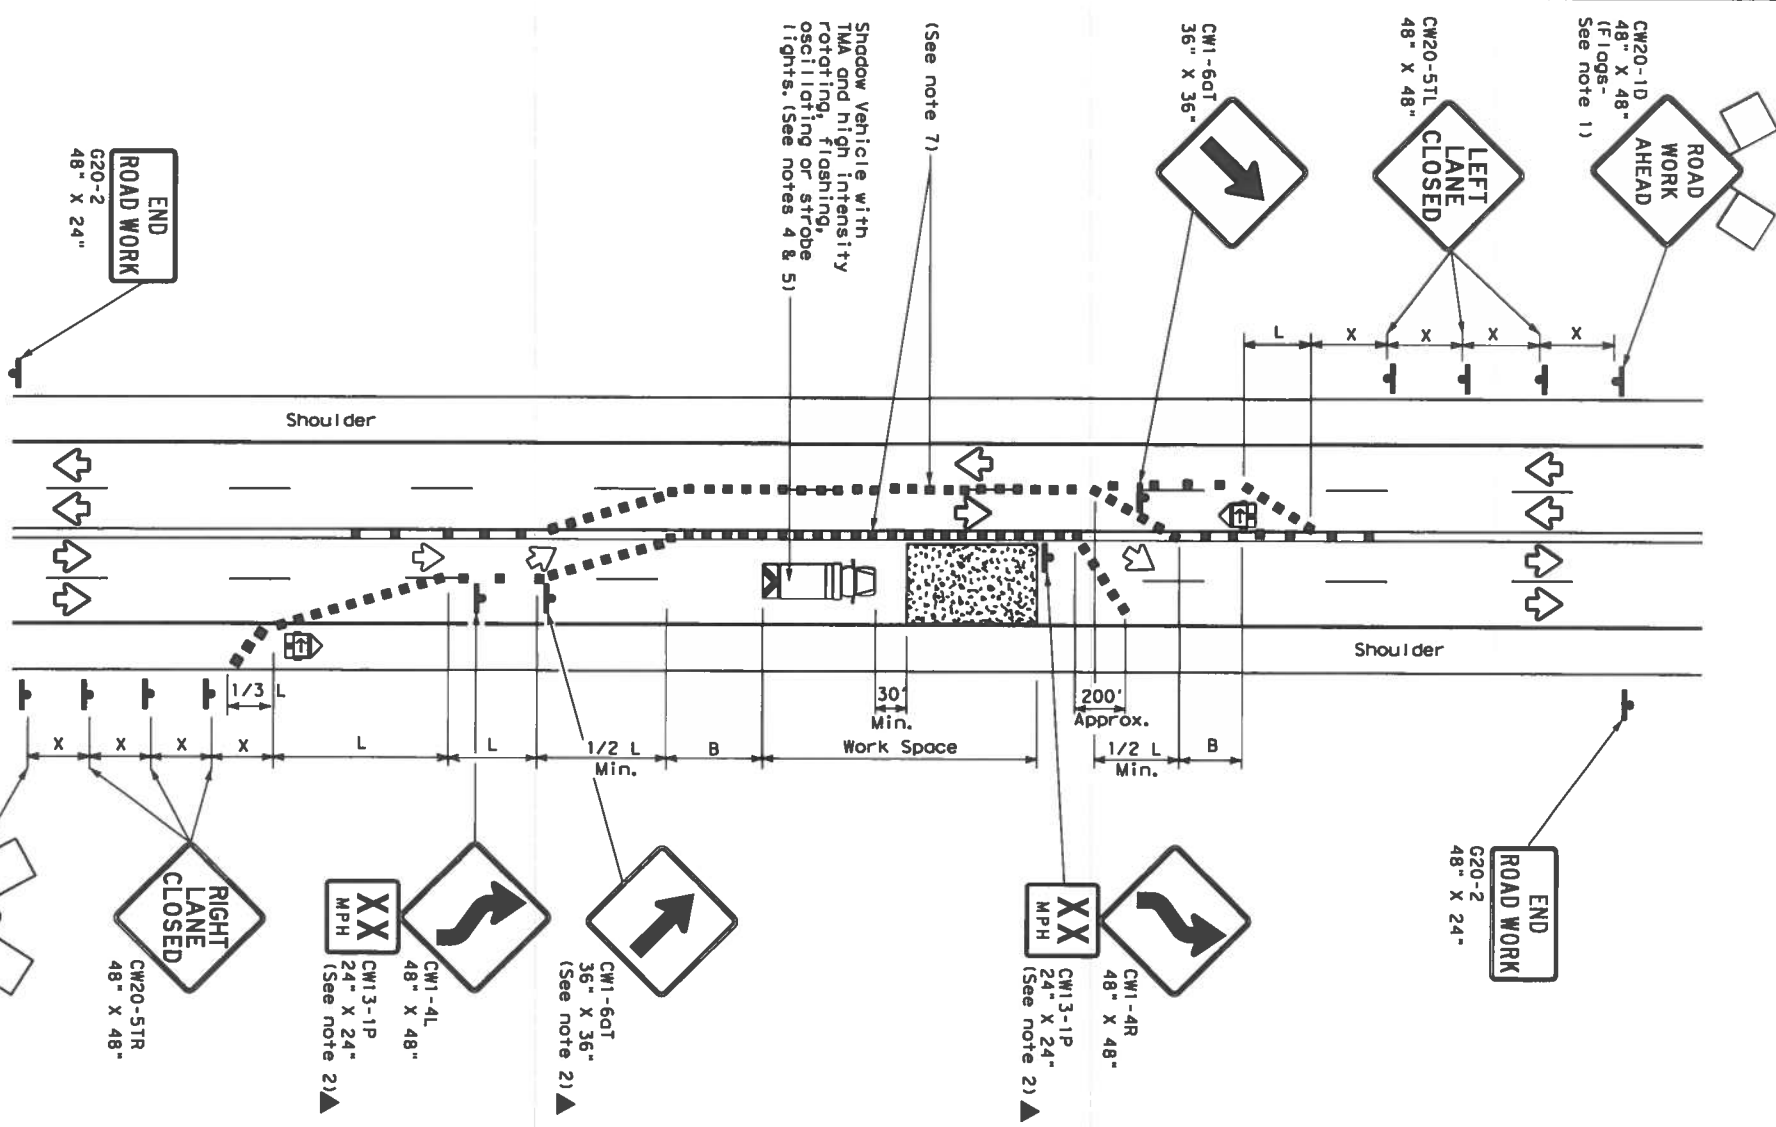 CW20-1D
48" X 48"
(Flags-
See note 1)
ROAD
WORK
AHEAD
CW20-5TL
48" X 48"
LEFT
LANE
CLOSED
CW1-6aT
36" X 36"
(See note 7)
Shadow Vehicle with
TMA and high intensity
rotating, flashing,
oscillating or strobe
lights. (See notes 4 & 5)
END
ROAD WORK
G20-2
48" X 24"
L
X
X
X
X
Shoulder
Shoulder
1/3 L
30'
Min.
200'
Approx.
X
X
X
X
L
L
1/2 L
Min.
B
Work Space
1/2 L
Min.
B
RIGHT
LANE
CLOSED
CW20-5TR
48" X 48"
XX
MPH
CW1-4L
48" X 48"
CW13-1P
24" X 24"
(See note 2)
CW1-6aT
36" X 36"
(See note 2)
XX
MPH
CW1-4R
48" X 48"
CW13-1P
24" X 24"
(See note 2)
END
ROAD WORK
G20-2
48" X 24"